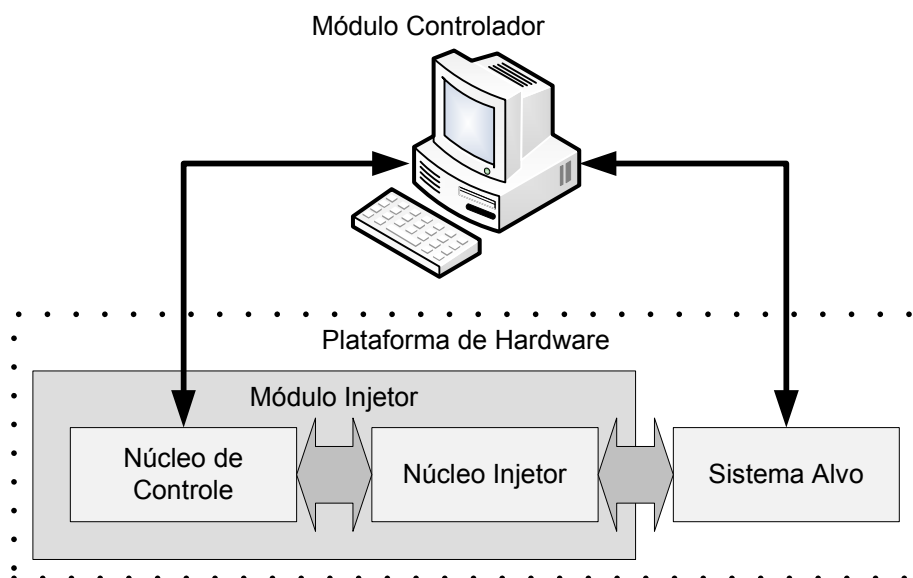 Módulo Controlador
Plataforma de Hardware
Módulo Injetor
Núcleo de
Controle
Núcleo Injetor
Sistema Alvo